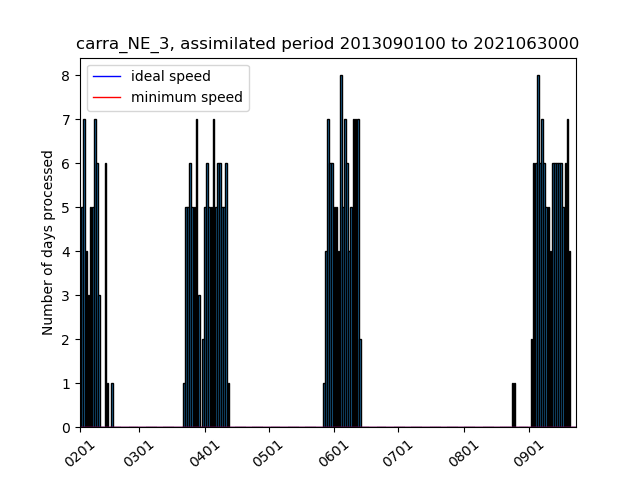 carra_NE_3, assimilated period 2013090100 to 2021063000
ideal speed
minimum speed
Number of days processed
8
7
6
5
4
3
2
1
0
0201 0301 0401 0501 0601 0701 0801 0901